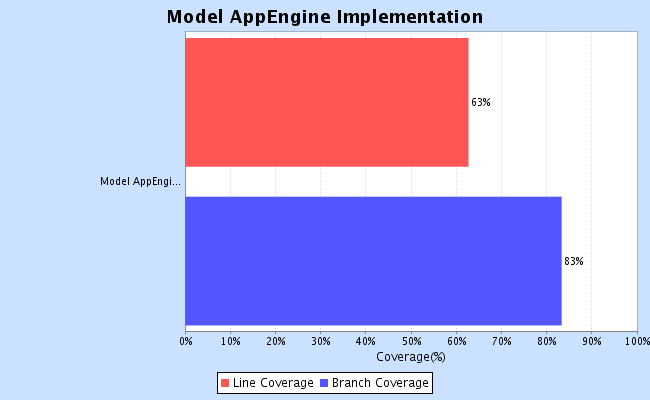 Model AppEngine Implementation
63%
Model AppEngi...
83%
0% 10% 20% 30% 40% 50% 60% 70% 80% 90% 100%
Coverage(%)
Line Coverage Branch Coverage